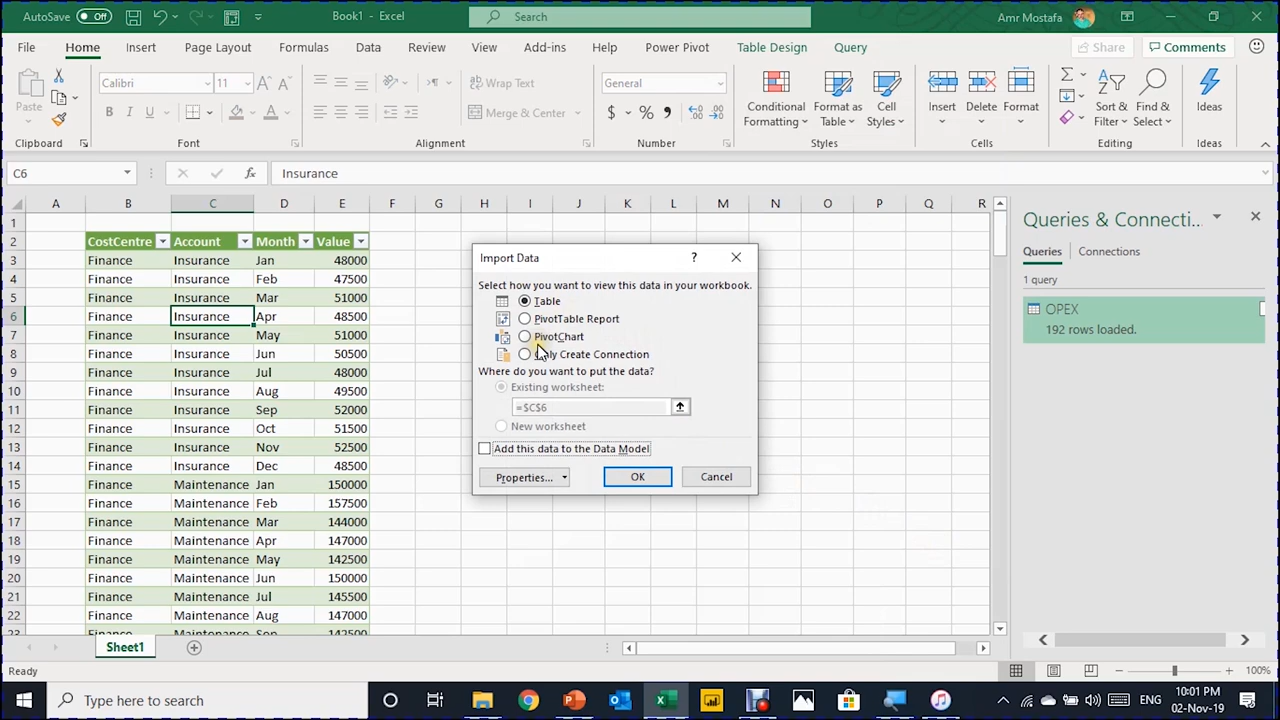 AutoSave Off Book1 - Excel Search Amr Mostafa
File Home Insert Page Layout Formulas Data Review View Add-ins Help Power Pivot Table Design Query Share Comments
Paste Calibri 11 Wrap Text General Conditional Formatting Format as Table Cell Styles Insert Delete Format Sort & Filter Find & Select Ideas
B I U Merge & Center $ %
Clipboard Font Alignment Number Styles Cells Editing Ideas
C6 fx Insurance
A B C D E F G H I J K L M N O P Q R
1
2 CostCentre Account Month Value
3 Finance Insurance Jan 48000
4 Finance Insurance Feb 47500
5 Finance Insurance Mar 51000
6 Finance Insurance Apr 48500
7 Finance Insurance May 51000
8 Finance Insurance Jun 50500
9 Finance Insurance Jul 48000
10 Finance Insurance Aug 49500
11 Finance Insurance Sep 52000
12 Finance Insurance Oct 51500
13 Finance Insurance Nov 52500
14 Finance Insurance Dec 48500
15 Finance Maintenance Jan 150000
16 Finance Maintenance Feb 157500
17 Finance Maintenance Mar 144000
18 Finance Maintenance Apr 147000
19 Finance Maintenance May 142500
20 Finance Maintenance Jun 150000
21 Finance Maintenance Jul 145500
22 Finance Maintenance Aug 147000
23 Finance Maintenance Sep 142500
Import Data ?
Select how you want to view this data in your workbook.
Table
PivotTable Report
PivotChart
Only Create Connection
Where do you want to put the data?
Existing worksheet:
=$C$6
New worksheet
Add this data to the Data Model
Properties... OK Cancel
Queries & Connecti...
Queries Connections
1 query
OPEX
192 rows loaded.
Sheet1
Ready 100%
Type here to search ENG 10:01 PM
02-Nov-19